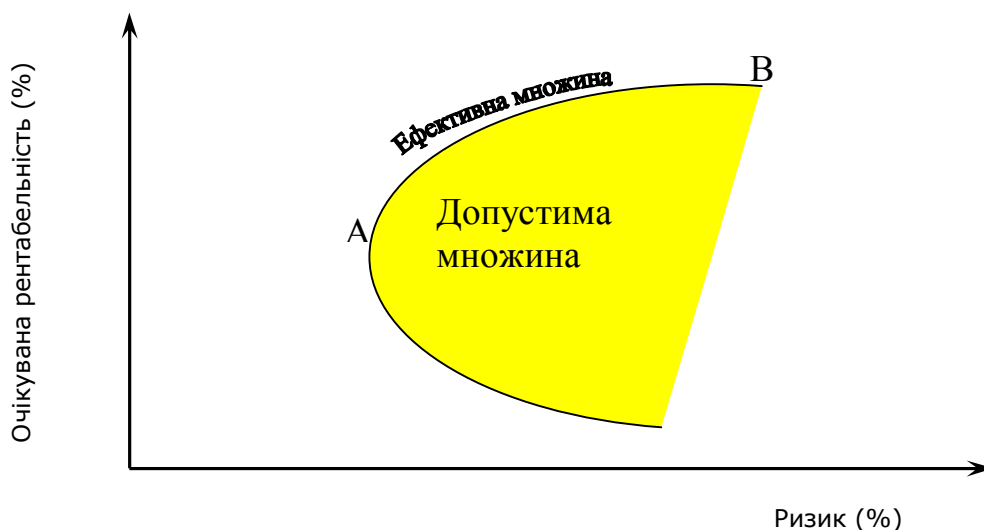 Очікувана рентабельність (%)
Ефективна множина
B
A
Допустима
множина
Ризик (%)